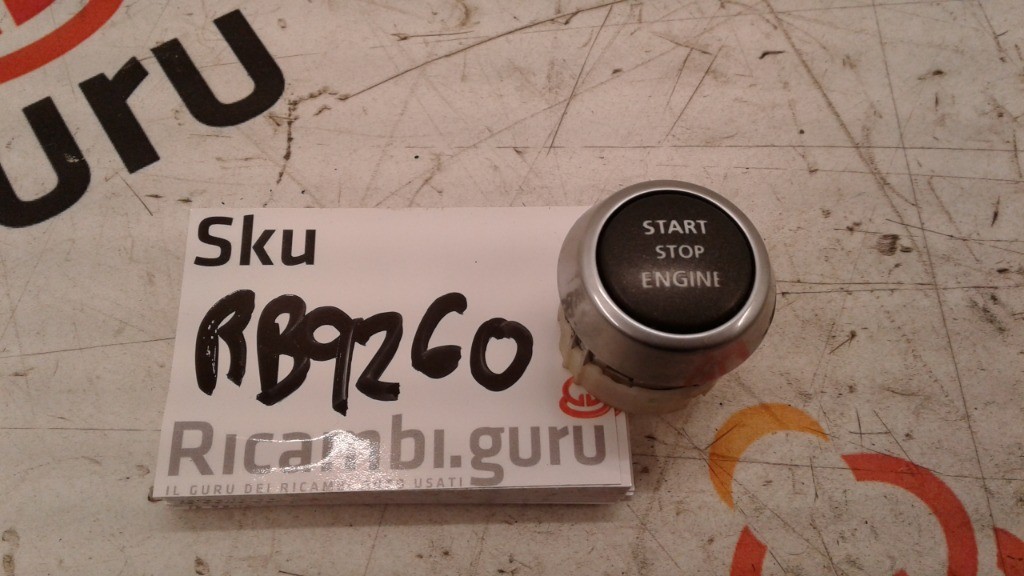 uru
Sku
RB9260
Ricambi.guru
IL GURU DEI RICAMBI AUTO USATI
START
STOP
ENGINE